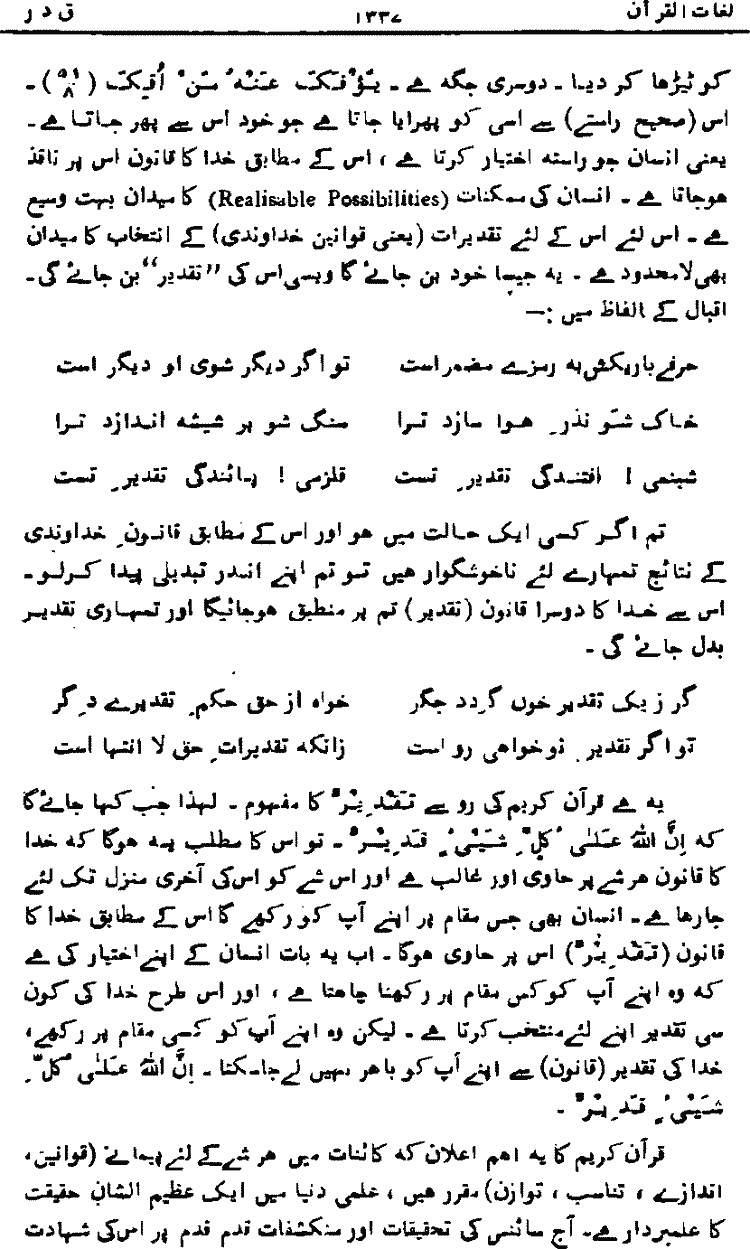 لغات القرآن ۱۳۳۷ ق د ر
کو ٹیڑھا کر دیا ۔ دوسری جگہ ہے ۔ یُؤْفَکُ عَنْہُ مَنْ اُفِکَ (۵۱/۸) ۔
اس (صحیح راستے) سے اسی کو پھرایا جاتا ہے جو خود اس سے پھر جاتا ہے ۔
یعنی انسان جو راستہ اختیار کرتا ہے ، اس کے مطابق خدا کا قانون اس پر نافذ
ہوجاتا ہے ۔ انسان کی ممکنات (Realisable Possibilities) کا میدان بہت وسیع
ہے ۔ اس لئے اس کے لئے تقدیرات (یعنی قوانین خداوندی) کے انتخاب کا میدان
بھی لامحدود ہے ۔ یہ جیسا خود بن جائے گا ویسی اس کی ”تقدیر“ بن جائے گی ۔
اقبال کے الفاظ میں :—
حرفے باریکش بہ رمزے مضمر است تو اگر دیگر شوی او دیگر است
خاک شو نذرِ ہوا سازد ترا سنگ شو بر شیشہ اندازد ترا
شبنمی ! افتندگی تقدیرِ تست قلزمی ! پائندگی تقدیرِ تست
تم اگر کسی ایک حالت میں ہو اور اس کے مطابق قانونِ خداوندی
کے نتائج تمہارے لئے ناخوشگوار ہیں تو تم اپنے اندر تبدیلی پیدا کرلو ۔
اس سے خدا کا دوسرا قانون (تقدیر) تم پر منطبق ہوجائیگا اور تمہاری تقدیر
بدل جائے گی ۔
گر ز یک تقدیر خوں گردد جگر خواہ از حق حکمِ تقدیرے دِگر
تو اگر تقدیرِ نو خواہی رو است زانکہ تقدیراتِ حق لا انتہا است
یہ ہے قرآن کریم کی رو سے تَقْدِیْرٌ کا مفہوم ۔ لہذا جب کہا جائے گا
کہ اِنَّ اللہَ عَلٰی کُلِّ شَیْیءٍ قَدِیْرٌ ۔ تو اس کا مطلب یہ ہوگا کہ خدا
کا قانون ہر شے پر حاوی اور غالب ہے اور اس شے کو اس کی آخری منزل تک لئے
جارہا ہے ۔ انسان بھی جس مقام پر اپنے آپ کو رکھے گا اس کے مطابق خدا کا
قانون (تَقْدِیْرٌ) اس پر حاوی ہوگا ۔ اب یہ بات انسان کے اپنے اختیار کی ہے
کہ وہ اپنے آپ کو کس مقام پر رکھنا چاہتا ہے ، اور اس طرح خدا کی کون
سی تقدیر اپنے لئے منتخب کرتا ہے ۔ لیکن وہ اپنے آپ کو کسی مقام پر رکھے ،
خدا کی تقدیر (قانون) سے اپنے آپ کو باہر نہیں لے جاسکتا ۔ اِنَّ اللہَ عَلٰی کُلِّ
شَیْیءٍ قَدِیْرٌ ۔
قرآن کریم کا یہ اہم اعلان کہ کائنات میں ہر شے کے لئے پیمانے (قوانین ،
اندازے ، تناسب ، توازن) مقرر ہیں ، علمی دنیا میں ایک عظیم الشان حقیقت
کا علمبردار ہے ۔ آج سائنس کی تحقیقات اور منکشفات قدم قدم پر اس کی شہادت